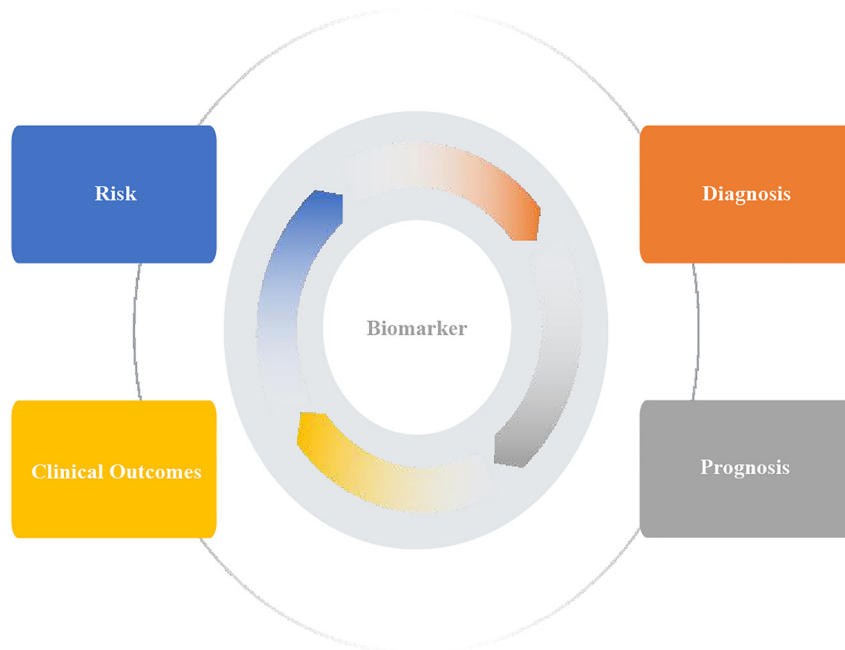 Risk
Diagnosis
Biomarker
Clinical Outcomes
Prognosis